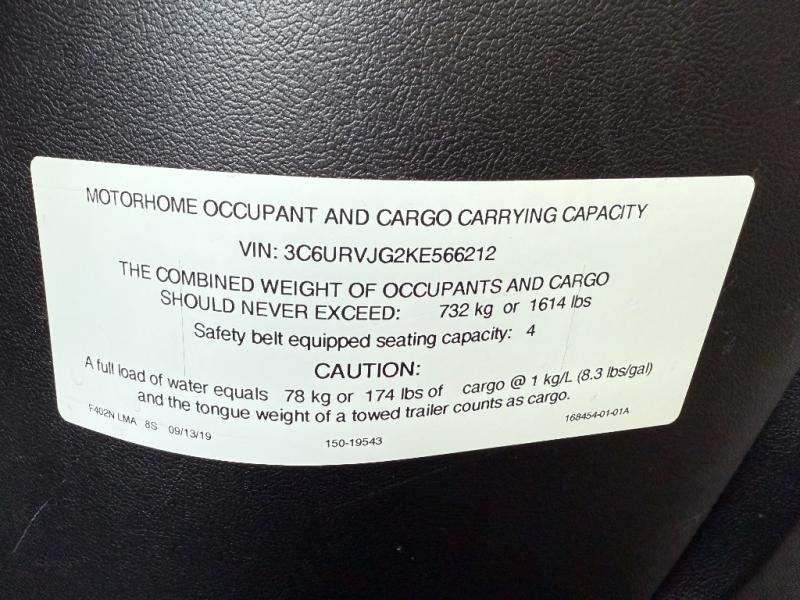 MOTORHOME OCCUPANT AND CARGO CARRYING CAPACITY
VIN: 3C6URVJG2KE566212
THE COMBINED WEIGHT OF OCCUPANTS AND CARGO
SHOULD NEVER EXCEED: 732 kg or 1614 lbs
Safety belt equipped seating capacity: 4
CAUTION:
A full load of water equals 78 kg or 174 lbs of cargo @ 1 kg/L (8.3 lbs/gal)
and the tongue weight of a towed trailer counts as cargo.
F402N LMA 8S 09/13/19 150-19543 168454-01-01A